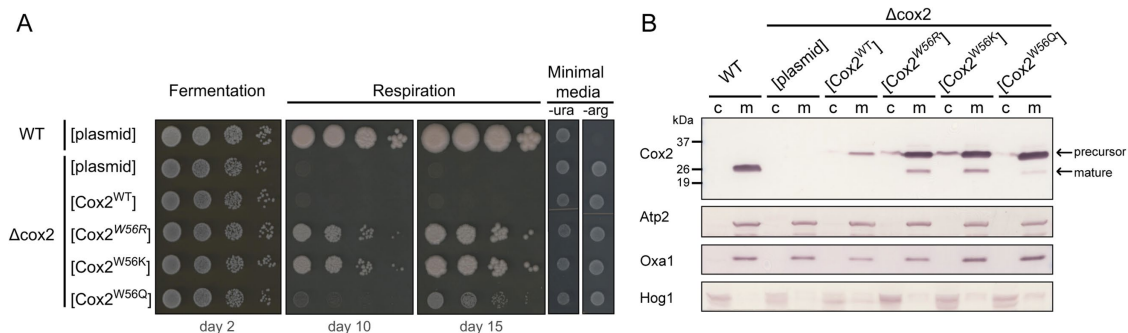 A
Fermentation
Respiration
Minimal
media
-ura
-arg
WT
[plasmid]
Δcox2
[plasmid]
[Cox2WT]
[Cox2W56R]
[Cox2W56K]
[Cox2W56Q]
day 2
day 10
day 15
B
Δcox2
WT
[plasmid]
[Cox2WT]
[Cox2W56R]
[Cox2W56K]
[Cox2W56Q]
c m c m c m c m c m c m
kDa
37
Cox2
26
19
precursor
mature
Atp2
Oxa1
Hog1